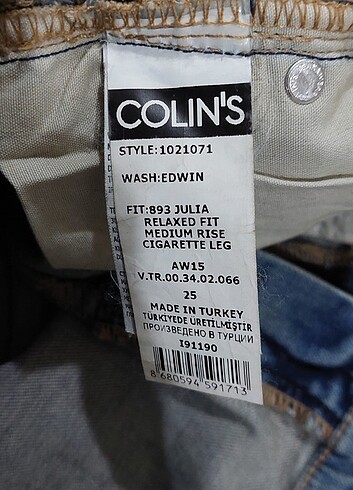 COLIN'S
STYLE:1021071
WASH:EDWIN
FIT:893 JULIA
RELAXED FIT
MEDIUM RISE
CIGARETTE LEG
AW15
V.TR.00.34.02.066
25
MADE IN TURKEY
TÜRKİYEDE ÜRETİLMİŞTİR
ПРОИЗВЕДЕНО В ТУРЦИИ
I91190
8 680594 591713